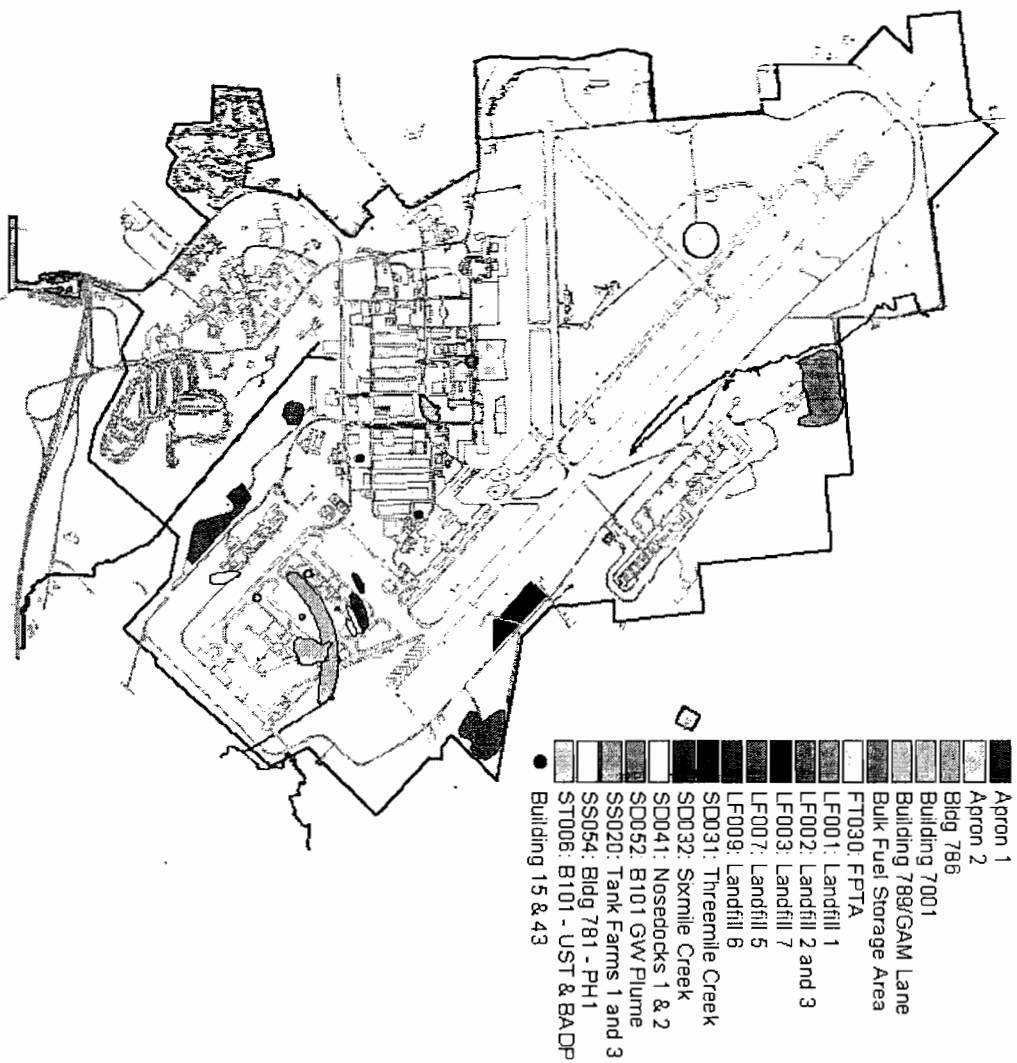 Apron 1
Apron 2
Bldg 786
Building 7001
Building 789/GAM Lane
Bulk Fuel Storage Area
FT030: FPTA
LF001: Landfill 1
LF002: Landfill 2 and 3
LF003: Landfill 7
LF007: Landfill 5
LF009: Landfill 6
SD031: Threemile Creek
SD032: Sixmile Creek
SD041: Nosedocks 1 & 2
SD052: B101 GW Plume
SS020: Tank Farms 1 and 3
SS054: Bldg 781 - PH1
ST006: B101 - UST & BADP
Building 15 & 43